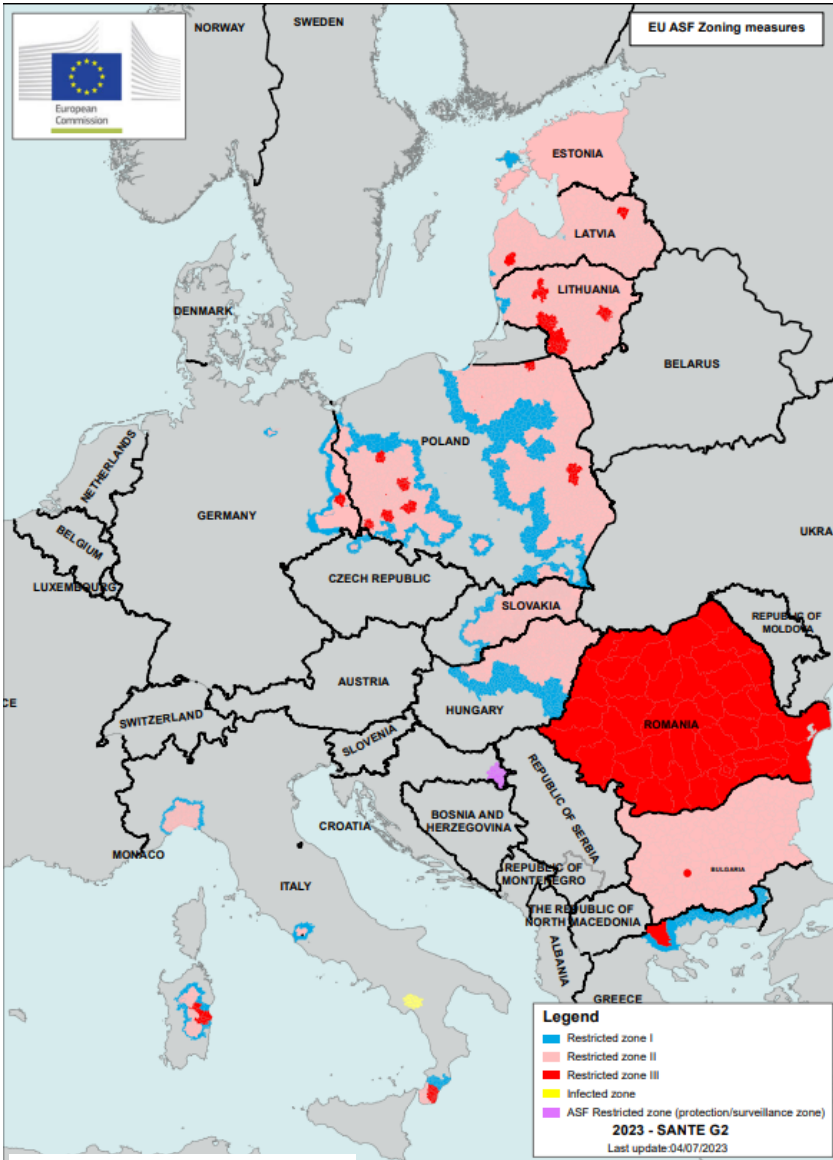 NORWAY
SWEDEN
EU ASF Zoning measures
European
Commission
ESTONIA
LATVIA
LITHUANIA
DENMARK
BELARUS
NETHERLANDS
POLAND
GERMANY
BELGIUM
UKRA
LUXEMBOURG
CZECH REPUBLIC
SLOVAKIA
REPUBLIC OF
MOLDOVA
AUSTRIA
CE
SWITZERLAND
HUNGARY
ROMANIA
SLOVENIA
REPUBLIC OF SERBIA
BOSNIA AND
HERZEGOVINA
CROATIA
MONACO
BULGARIA
ITALY
REPUBLIC OF
MONTENEGRO
THE REPUBLIC OF
NORTH MACEDONIA
ALBANIA
GREECE
Legend
Restricted zone I
Restricted zone II
Restricted zone III
Infected zone
ASF Restricted zone (protection/surveillance zone)
2023 - SANTE G2
Last update:04/07/2023